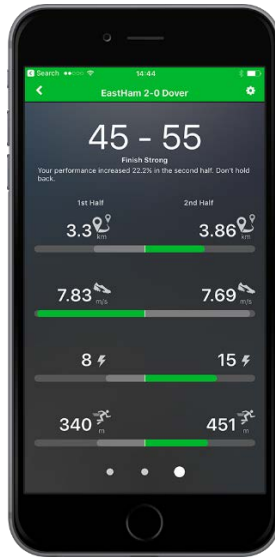 Search 14:44
EastHam 2-0 Dover
45 - 55
Finish Strong
Your performance increased 22.2% in the second half. Don't hold
back.
1st Half 2nd Half
3.3 km 3.86 km
7.83 m/s 7.69 m/s
8 15
340 m 451 m